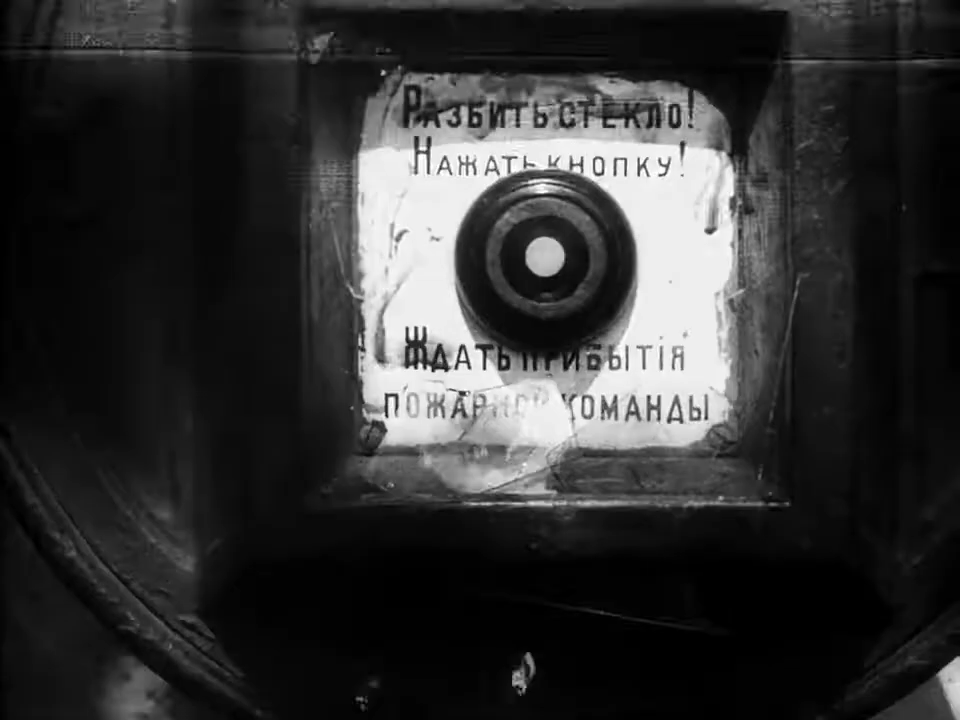 Разбить стекло!
Нажать кнопку!
Ждать прибытія
пожарной команды